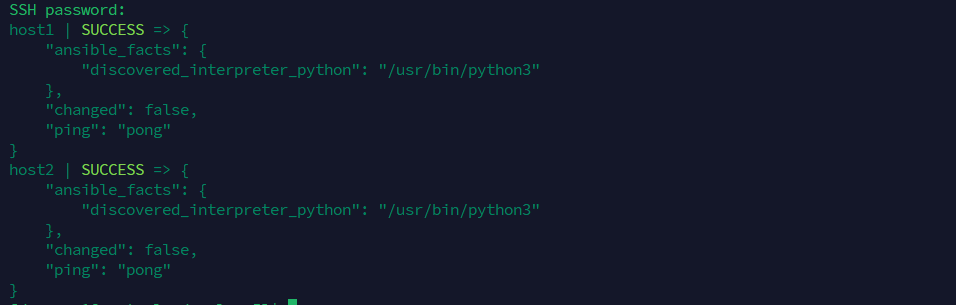 SSH password:
host1 | SUCCESS => {
    "ansible_facts": {
        "discovered_interpreter_python": "/usr/bin/python3"
    },
    "changed": false,
    "ping": "pong"
}
host2 | SUCCESS => {
    "ansible_facts": {
        "discovered_interpreter_python": "/usr/bin/python3"
    },
    "changed": false,
    "ping": "pong"
}